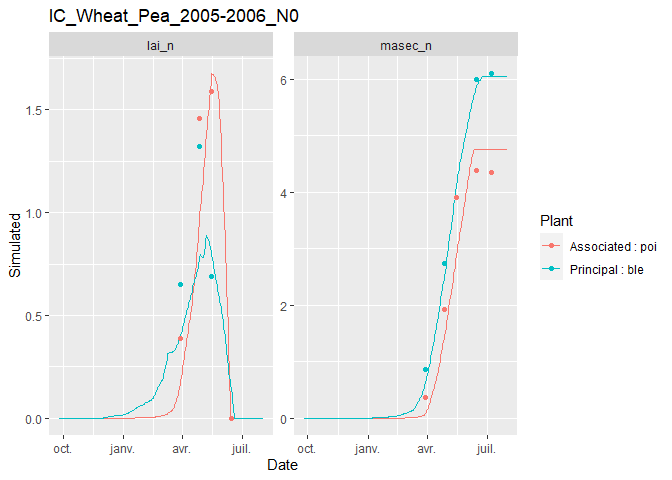 IC_Wheat_Pea_2005-2006_N0
lai_n
masec_n
Simulated
1.5
1.0
0.5
0.0
6
4
2
0
oct.
janv.
avr.
juil.
oct.
janv.
avr.
juil.
Date
Plant
Associated : poi
Principal : ble